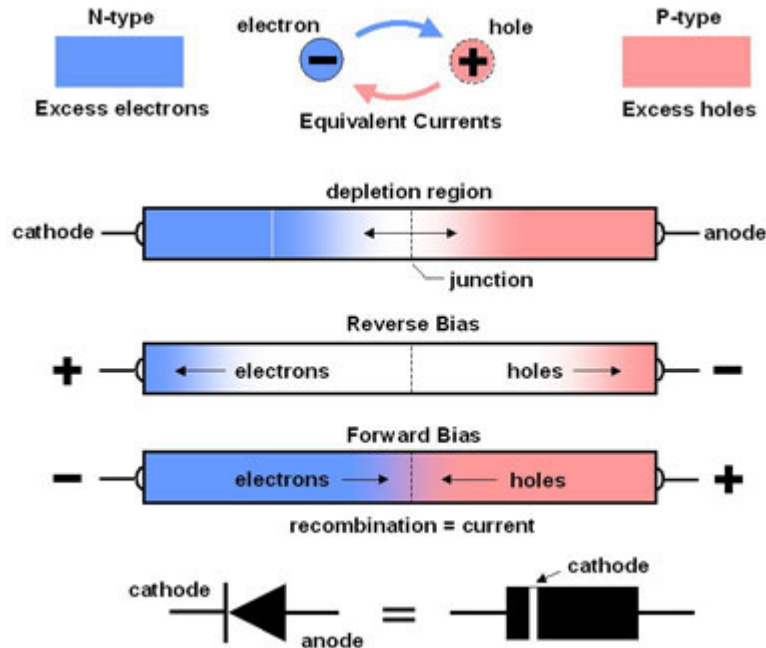 N-type
electron
hole
P-type
Excess electrons
Equivalent Currents
Excess holes
depletion region
cathode
anode
junction
Reverse Bias
+
electrons
holes
−
Forward Bias
−
electrons
holes
+
recombination = current
cathode
anode
=
cathode